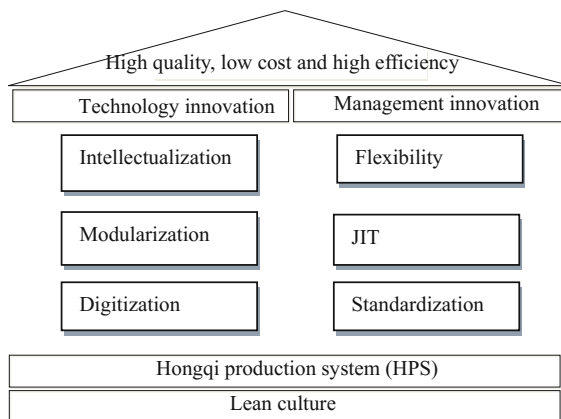 High quality, low cost and high efficiency
Technology innovation
Management innovation
Intellectualization
Flexibility
Modularization
JIT
Digitization
Standardization
Hongqi production system (HPS)
Lean culture